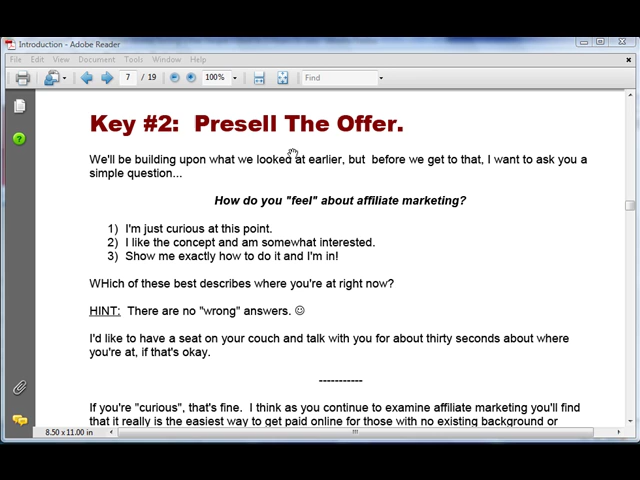 Introduction - Adobe Reader
File Edit View Document Tools Window Help
7 / 19 100% Find
Key #2: Presell The Offer.
We'll be building upon what we looked at earlier, but before we get to that, I want to ask you a
simple question...
How do you "feel" about affiliate marketing?
1) I'm just curious at this point.
2) I like the concept and am somewhat interested.
3) Show me exactly how to do it and I'm in!
WHich of these best describes where you're at right now?
HINT: There are no "wrong" answers. ☺
I'd like to have a seat on your couch and talk with you for about thirty seconds about where
you're at, if that's okay.
-----------
If you're "curious", that's fine. I think as you continue to examine affiliate marketing you'll find
that it really is the easiest way to get paid online for those with no existing background or
8.50 x 11.00 in